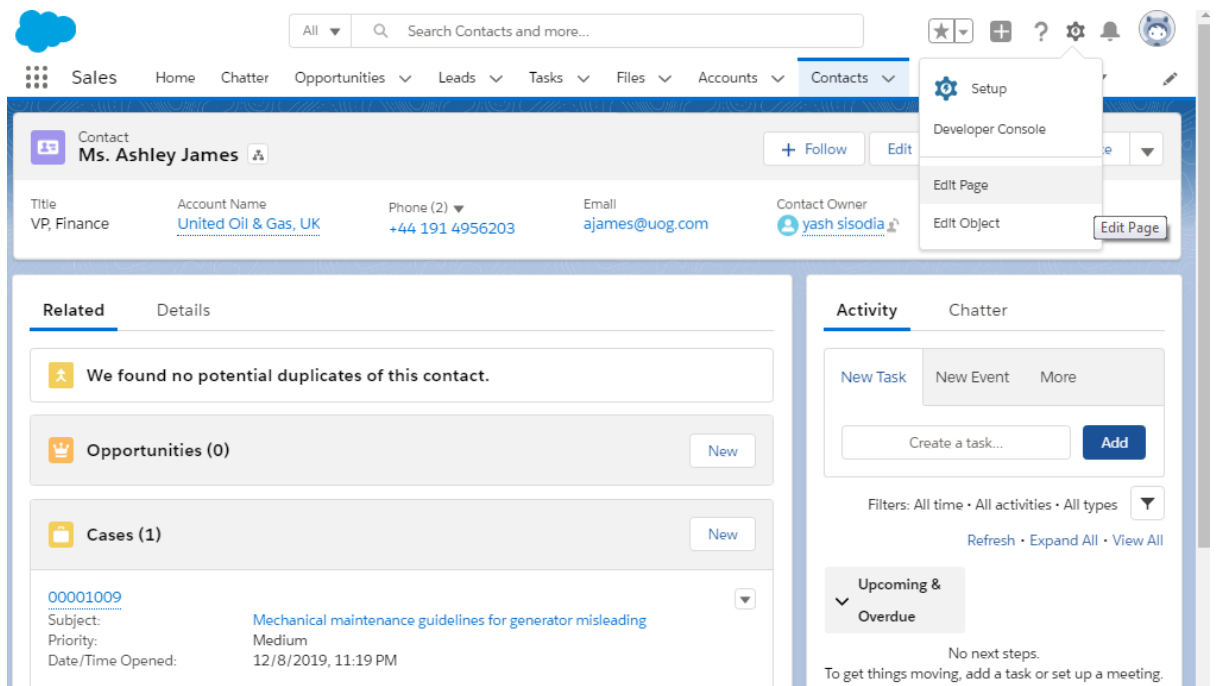 All
Search Contacts and more...
Sales Home Chatter Opportunities Leads Tasks Files Accounts Contacts
Setup
Developer Console
Edit Page
Edit Object
Edit Page
Contact
Ms. Ashley James
+ Follow Edit
Title Account Name Phone (2) Email Contact Owner
VP, Finance United Oil & Gas, UK +44 191 4956203 ajames@uog.com yash sisodia
Related Details
We found no potential duplicates of this contact.
Opportunities (0) New
Cases (1) New
00001009
Subject: Mechanical maintenance guidelines for generator misleading
Priority: Medium
Date/Time Opened: 12/8/2019, 11:19 PM
Activity Chatter
New Task New Event More
Create a task... Add
Filters: All time • All activities • All types
Refresh • Expand All • View All
Upcoming &
Overdue
No next steps.
To get things moving, add a task or set up a meeting.